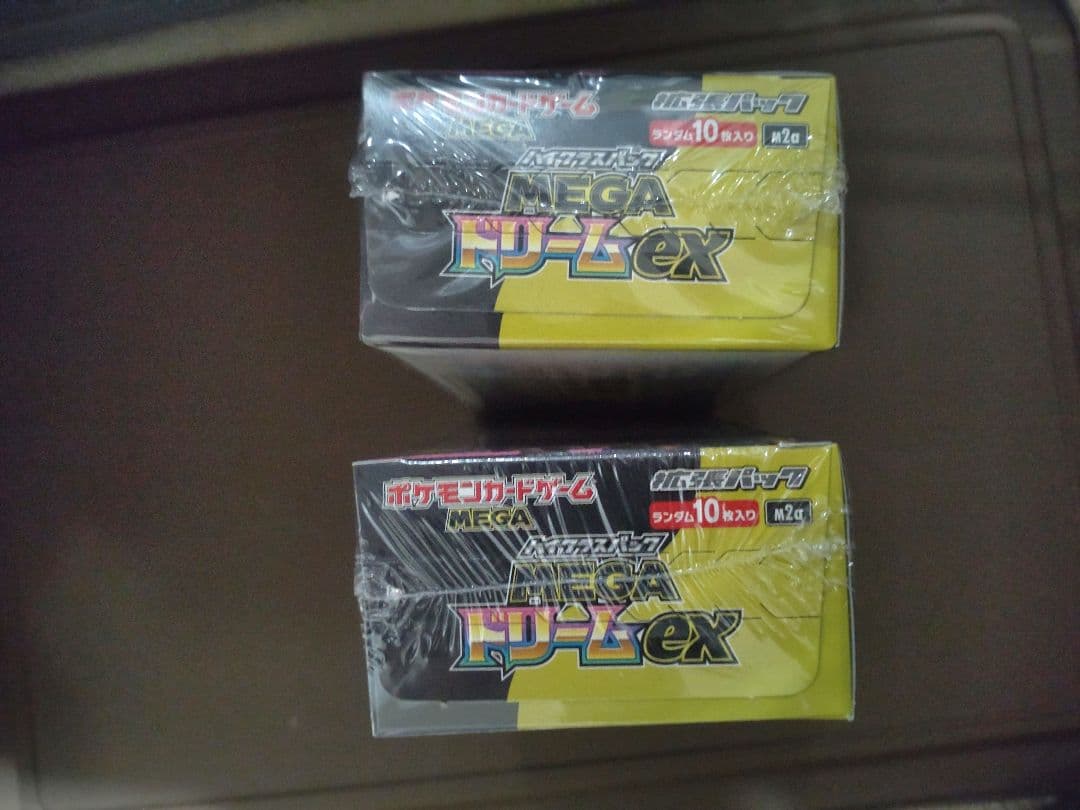 ポケモンカードゲーム
MEGA
拡張パック
ランダム10枚入り
M2a
ハイクラスパック
MEGA
ドリームex
ポケモンカードゲーム
MEGA
拡張パック
ランダム10枚入り
M2a
ハイクラスパック
MEGA
ドリームex